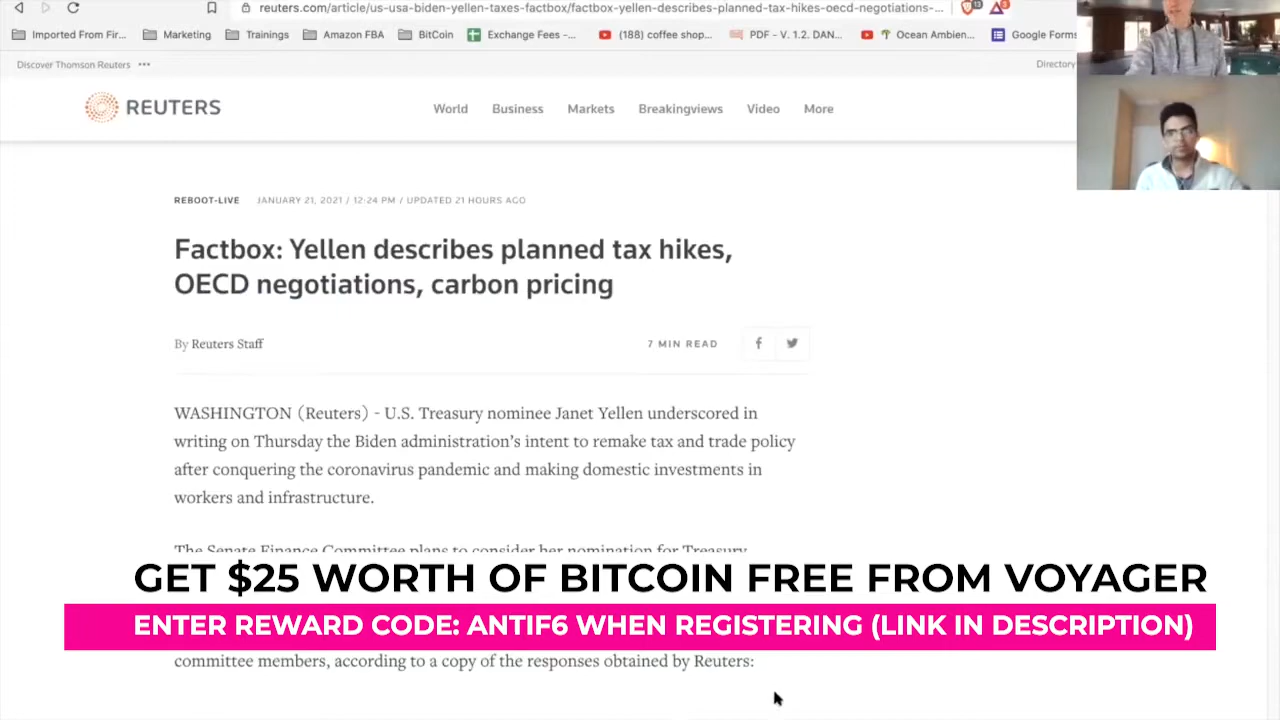 reuters.com/article/us-usa-biden-yellen-taxes-factbox/factbox-yellen-describes-planned-tax-hikes-oecd-negotiations-...
13
3
Imported From Fir...
Marketing
Trainings
Amazon FBA
BitCoin
Exchange Fees -...
(188) coffee shop...
PDF - V. 1.2. DAN...
Ocean Ambien...
Google Forms
Discover Thomson Reuters •••
Directory
REUTERS
World Business Markets Breakingviews Video More
REBOOT-LIVE JANUARY 21, 2021 / 12:24 PM / UPDATED 21 HOURS AGO
Factbox: Yellen describes planned tax hikes,
OECD negotiations, carbon pricing
By Reuters Staff
7 MIN READ
WASHINGTON (Reuters) - U.S. Treasury nominee Janet Yellen underscored in
writing on Thursday the Biden administration's intent to remake tax and trade policy
after conquering the coronavirus pandemic and making domestic investments in
workers and infrastructure.
The Senate Finance Committee plans to consider her nomination for Treasury
GET $25 WORTH OF BITCOIN FREE FROM VOYAGER
ENTER REWARD CODE: ANTIF6 WHEN REGISTERING (LINK IN DESCRIPTION)
committee members, according to a copy of the responses obtained by Reuters: